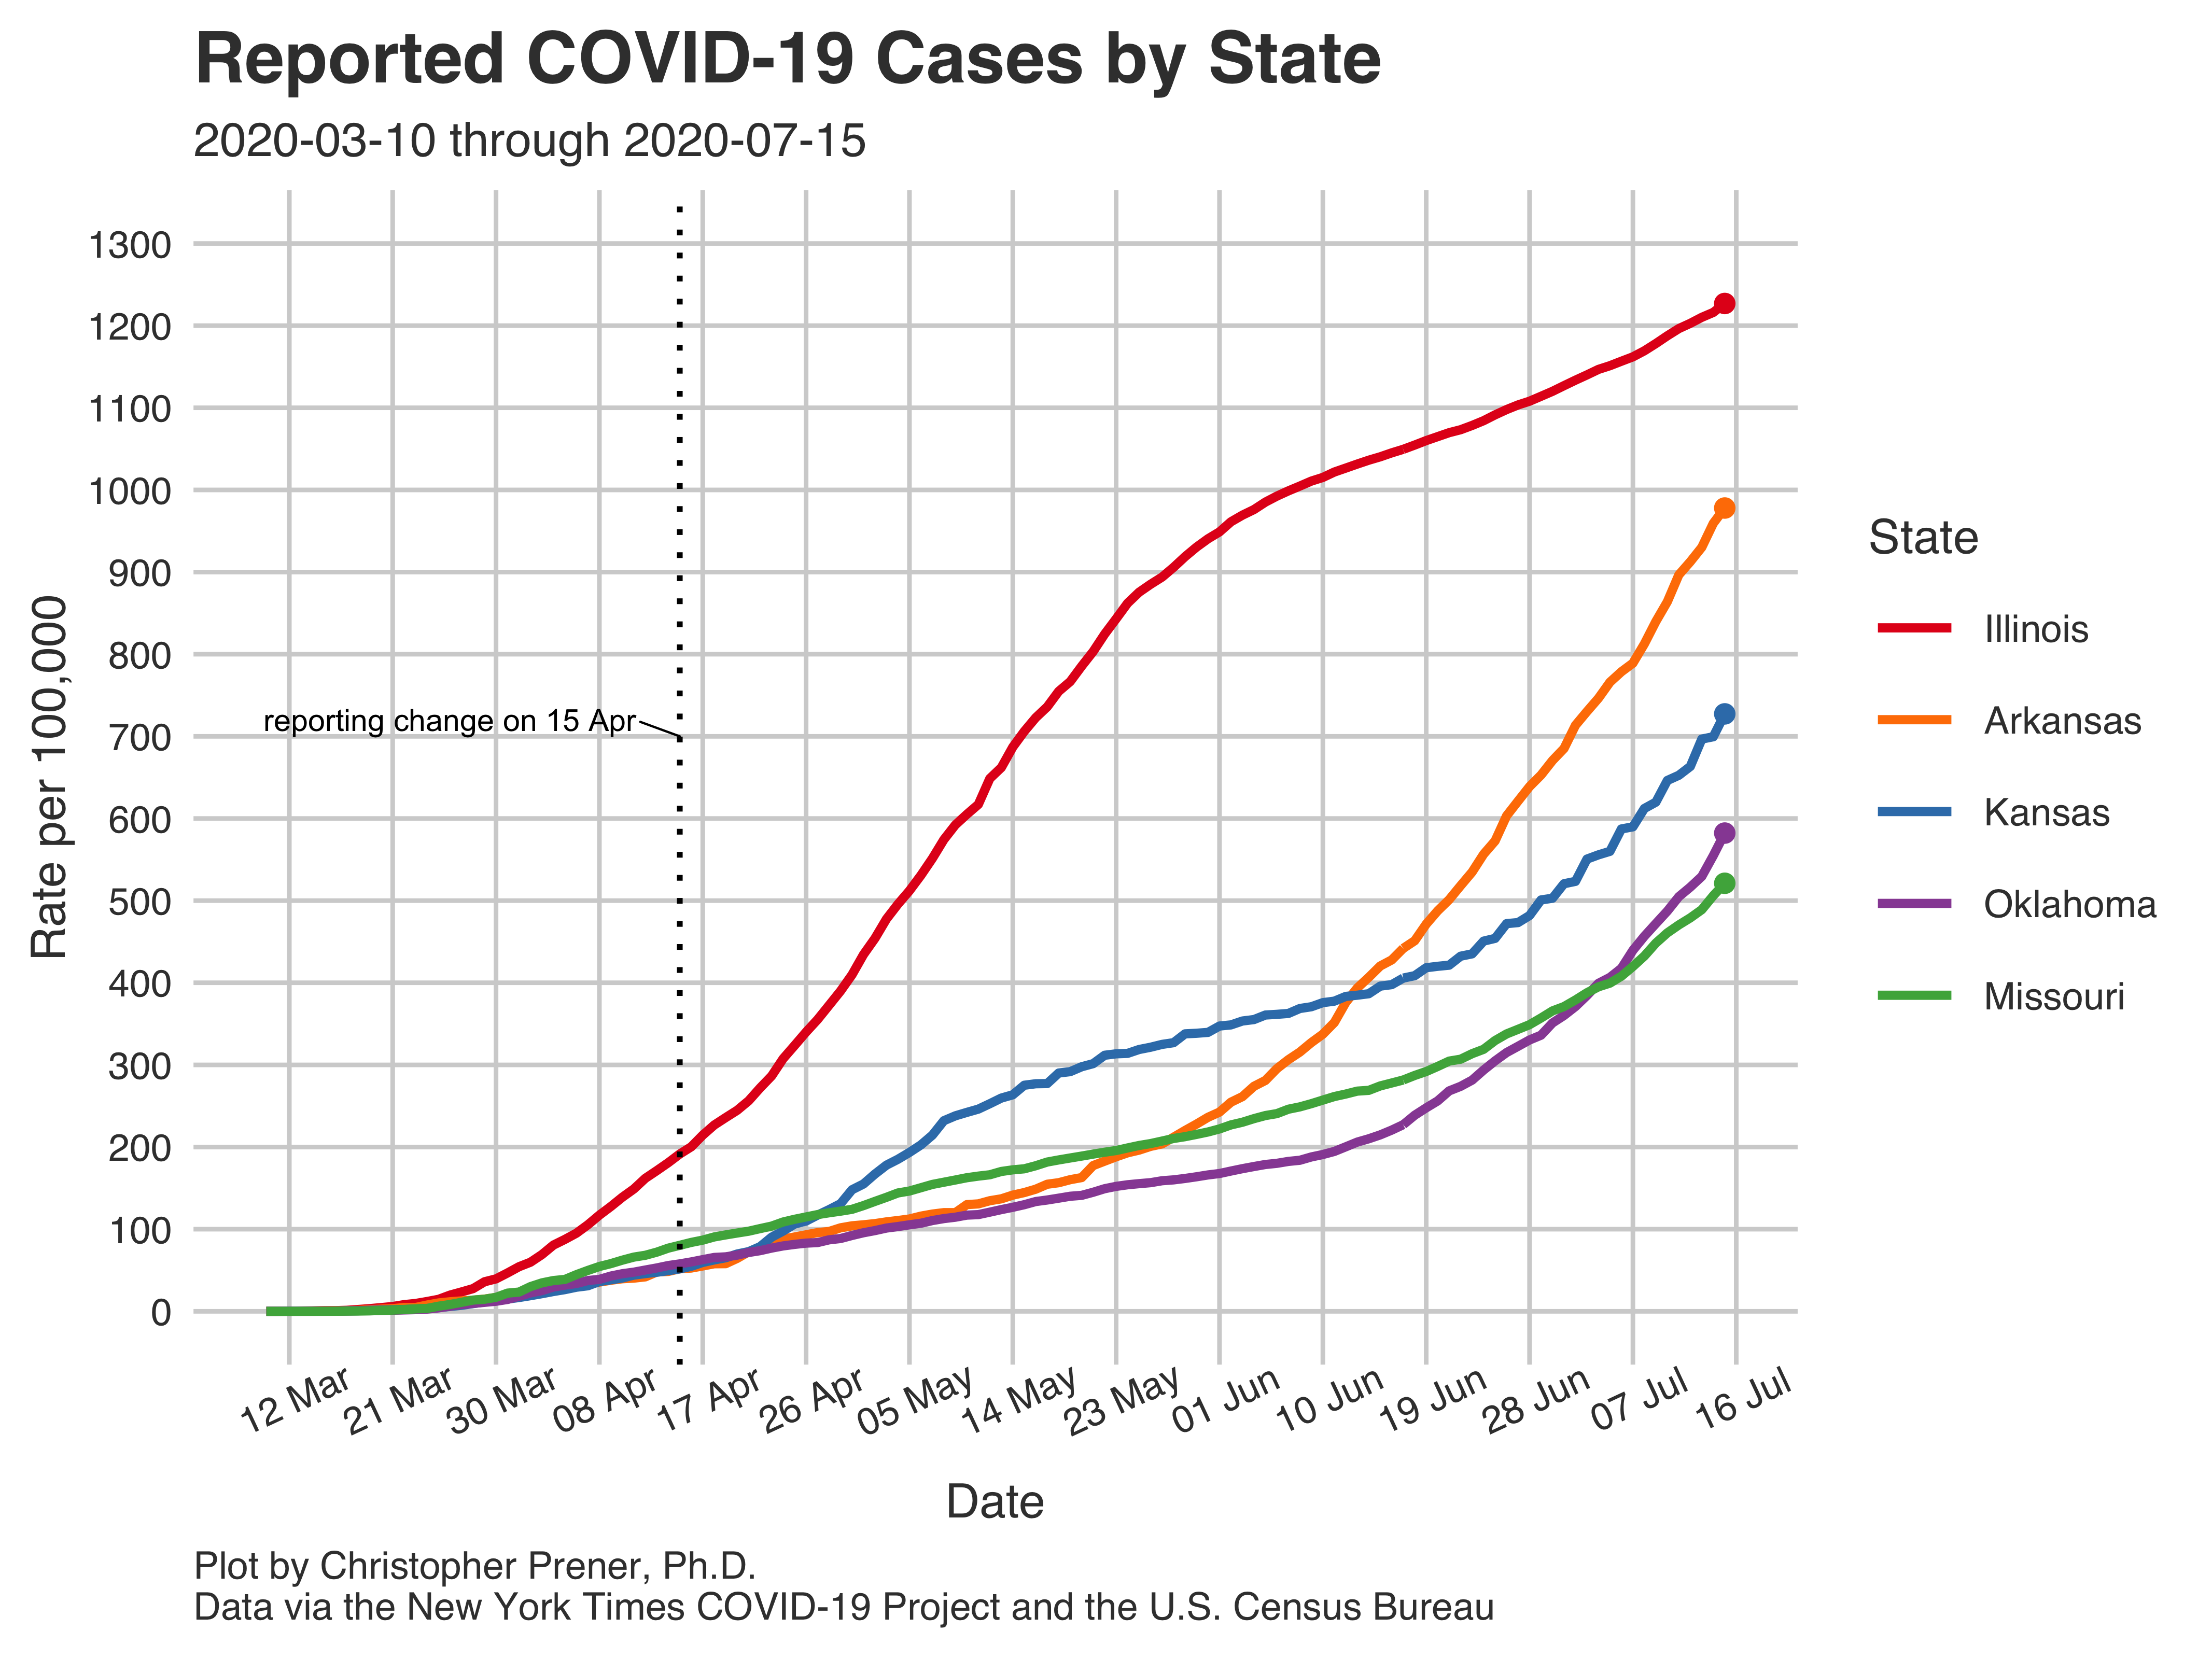 Reported COVID-19 Cases by State
2020-03-10 through 2020-07-15
Rate per 100,000
1300
1200
1100
1000
900
800
700
600
500
400
300
200
100
0
reporting change on 15 Apr
12 Mar
21 Mar
30 Mar
08 Apr
17 Apr
26 Apr
05 May
14 May
23 May
01 Jun
10 Jun
19 Jun
28 Jun
07 Jul
16 Jul
Date
State
Illinois
Arkansas
Kansas
Oklahoma
Missouri
Plot by Christopher Prener, Ph.D.
Data via the New York Times COVID-19 Project and the U.S. Census Bureau